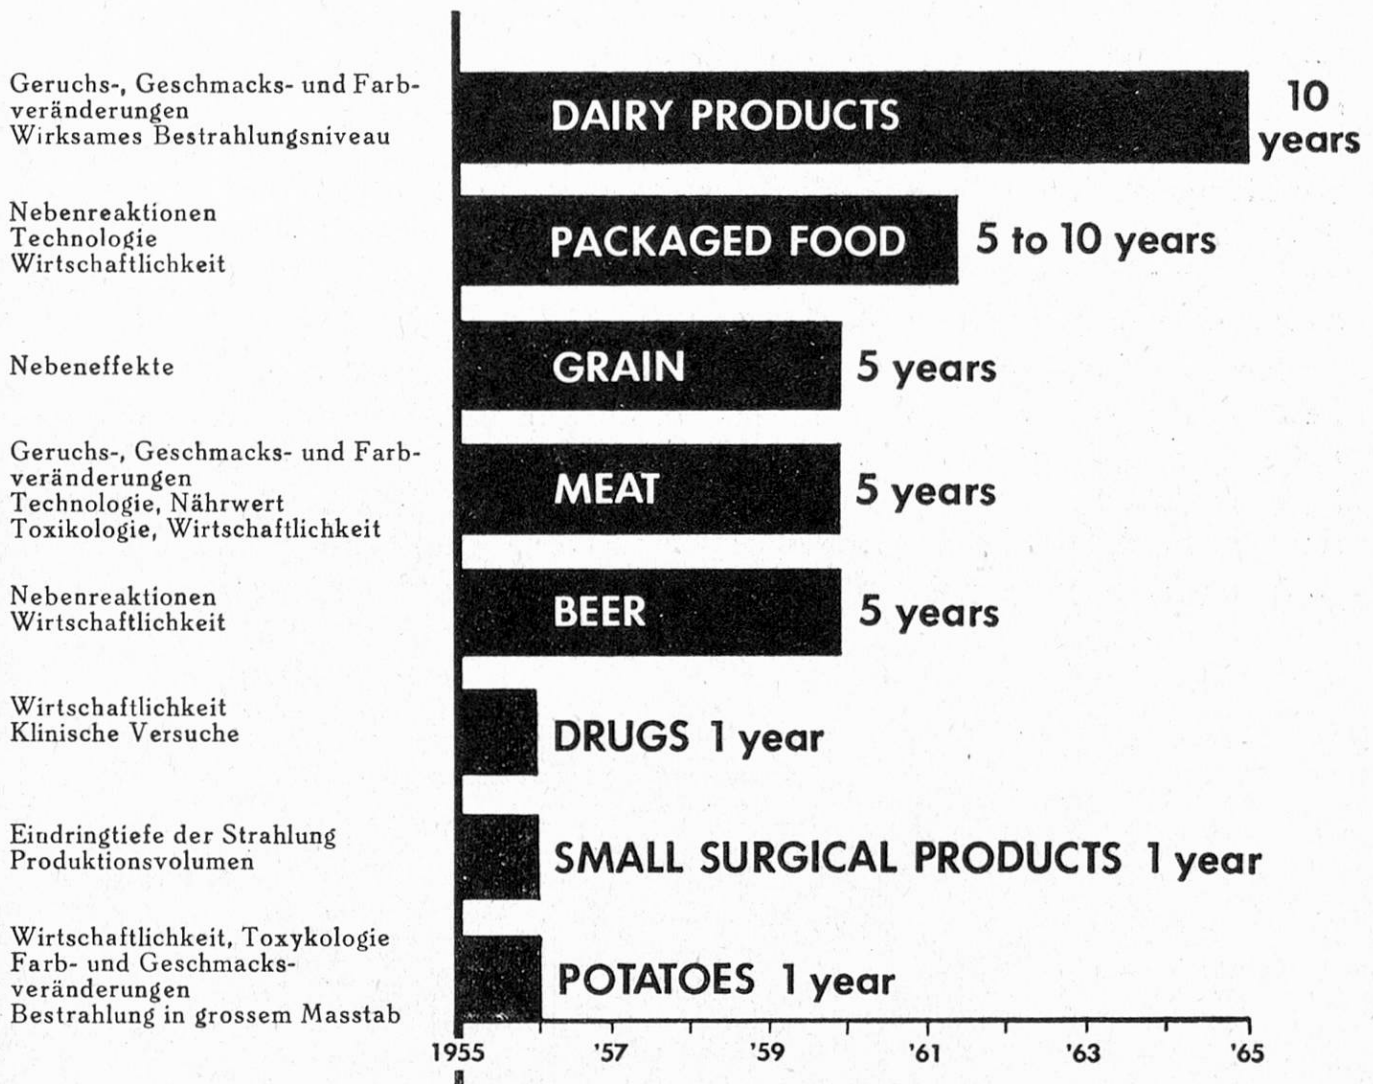 Geruchs-, Geschmacks- und Farb-
veränderungen
Wirksames Bestrahlungsniveau
DAIRY PRODUCTS
10
years
Nebenreaktionen
Technologie
Wirtschaftlichkeit
PACKAGED FOOD
5 to 10 years
Nebeneffekte
GRAIN
5 years
Geruchs-, Geschmacks- und Farb-
veränderungen
Technologie, Nährwert
Toxikologie, Wirtschaftlichkeit
MEAT
5 years
Nebenreaktionen
Wirtschaftlichkeit
BEER
5 years
Wirtschaftlichkeit
Klinische Versuche
DRUGS 1 year
Eindringtiefe der Strahlung
Produktionsvolumen
SMALL SURGICAL PRODUCTS 1 year
Wirtschaftlichkeit, Toxykologie
Farb- und Geschmacks-
veränderungen
Bestrahlung in grossem Masstab
POTATOES 1 year
1955 '57 '59 '61 '63 '65